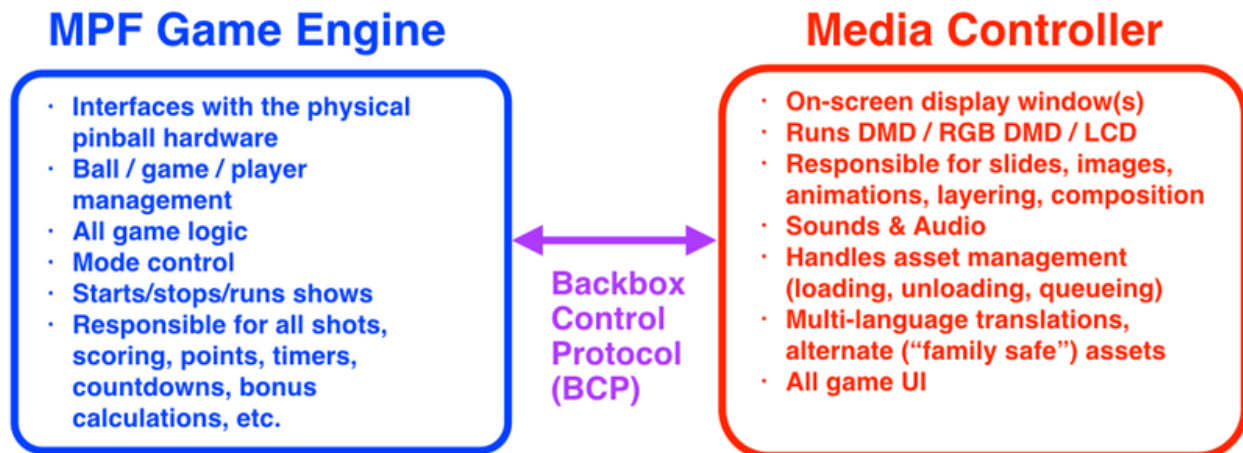 MPF Game Engine
· Interfaces with the physical
pinball hardware
· Ball / game / player
management
· All game logic
· Mode control
· Starts/stops/runs shows
· Responsible for all shots,
scoring, points, timers,
countdowns, bonus
calculations, etc.
Backbox
Control
Protocol
(BCP)
Media Controller
· On-screen display window(s)
· Runs DMD / RGB DMD / LCD
· Responsible for slides, images,
animations, layering, composition
· Sounds & Audio
· Handles asset management
(loading, unloading, queueing)
· Multi-language translations,
alternate (“family safe”) assets
· All game UI